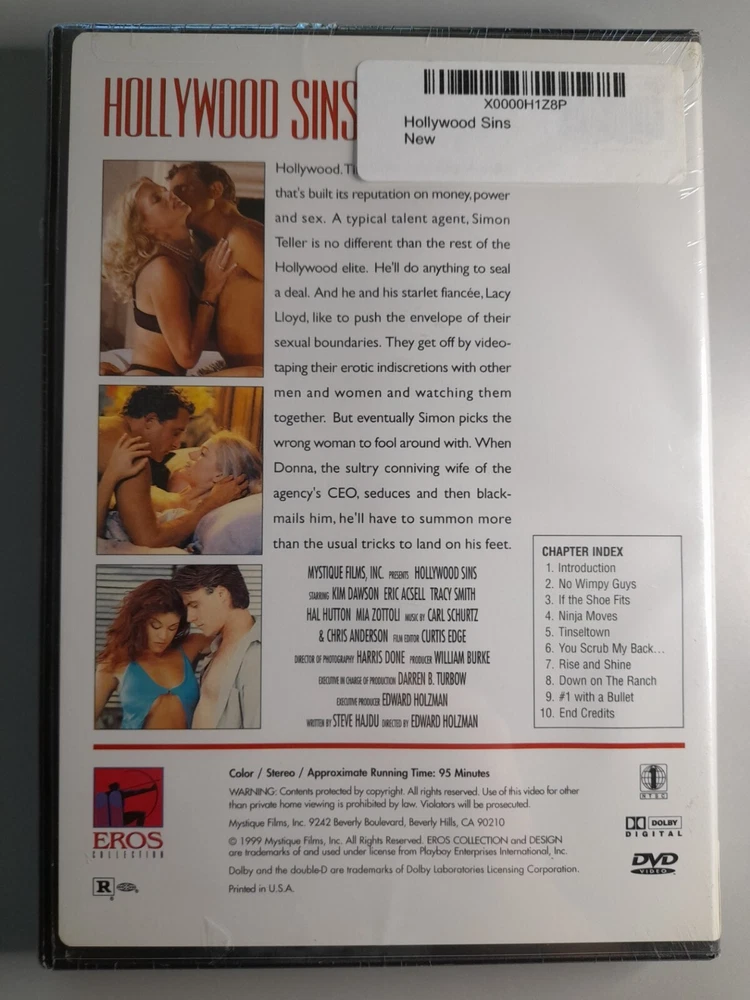 X0000H1Z8P
Hollywood Sins
New
HOLLYWOOD SINS
Hollywood.
that's built its reputation on money, power
and sex. A typical talent agent, Simon
Teller is no different than the rest of the
Hollywood elite. He'll do anything to seal
a deal. And he and his starlet fiancée, Lacy
Lloyd, like to push the envelope of their
sexual boundaries. They get off by video-
taping their erotic indiscretions with other
men and women and watching them
together. But eventually Simon picks the
wrong woman to fool around with. When
Donna, the sultry conniving wife of the
agency's CEO, seduces and then black-
mails him, he'll have to summon more
than the usual tricks to land on his feet.
MYSTIQUE FILMS, INC. PRESENTS HOLLYWOOD SINS
STARRING KIM DAWSON ERIC ACSELL TRACY SMITH
HAL HUTTON MIA ZOTTOLI MUSIC BY CARL SCHURTZ
& CHRIS ANDERSON FILM EDITOR CURTIS EDGE
DIRECTOR OF PHOTOGRAPHY HARRIS DONE PRODUCER WILLIAM BURKE
EXECUTIVE IN CHARGE OF PRODUCTION DARREN B. TURBOW
EXECUTIVE PRODUCER EDWARD HOLZMAN
WRITTEN BY STEVE HAJDU DIRECTED BY EDWARD HOLZMAN
CHAPTER INDEX
1. Introduction
2. No Wimpy Guys
3. If the Shoe Fits
4. Ninja Moves
5. Tinseltown
6. You Scrub My Back...
7. Rise and Shine
8. Down on The Ranch
9. #1 with a Bullet
10. End Credits
EROS
COLLECTION
R
Color / Stereo / Approximate Running Time: 95 Minutes
WARNING: Contents protected by copyright. All rights reserved. Use of this video for other
than private home viewing is prohibited by law. Violators will be prosecuted.
Mystique Films, Inc. 9242 Beverly Boulevard, Beverly Hills, CA 90210
© 1999 Mystique Films, Inc. All Rights Reserved. EROS COLLECTION and DESIGN
are trademarks of and used under license from Playboy Enterprises International, Inc.
Dolby and the double-D are trademarks of Dolby Laboratories Licensing Corporation.
Printed in U.S.A.
1
NTSC
DOLBY
DIGITAL
DVD
VIDEO